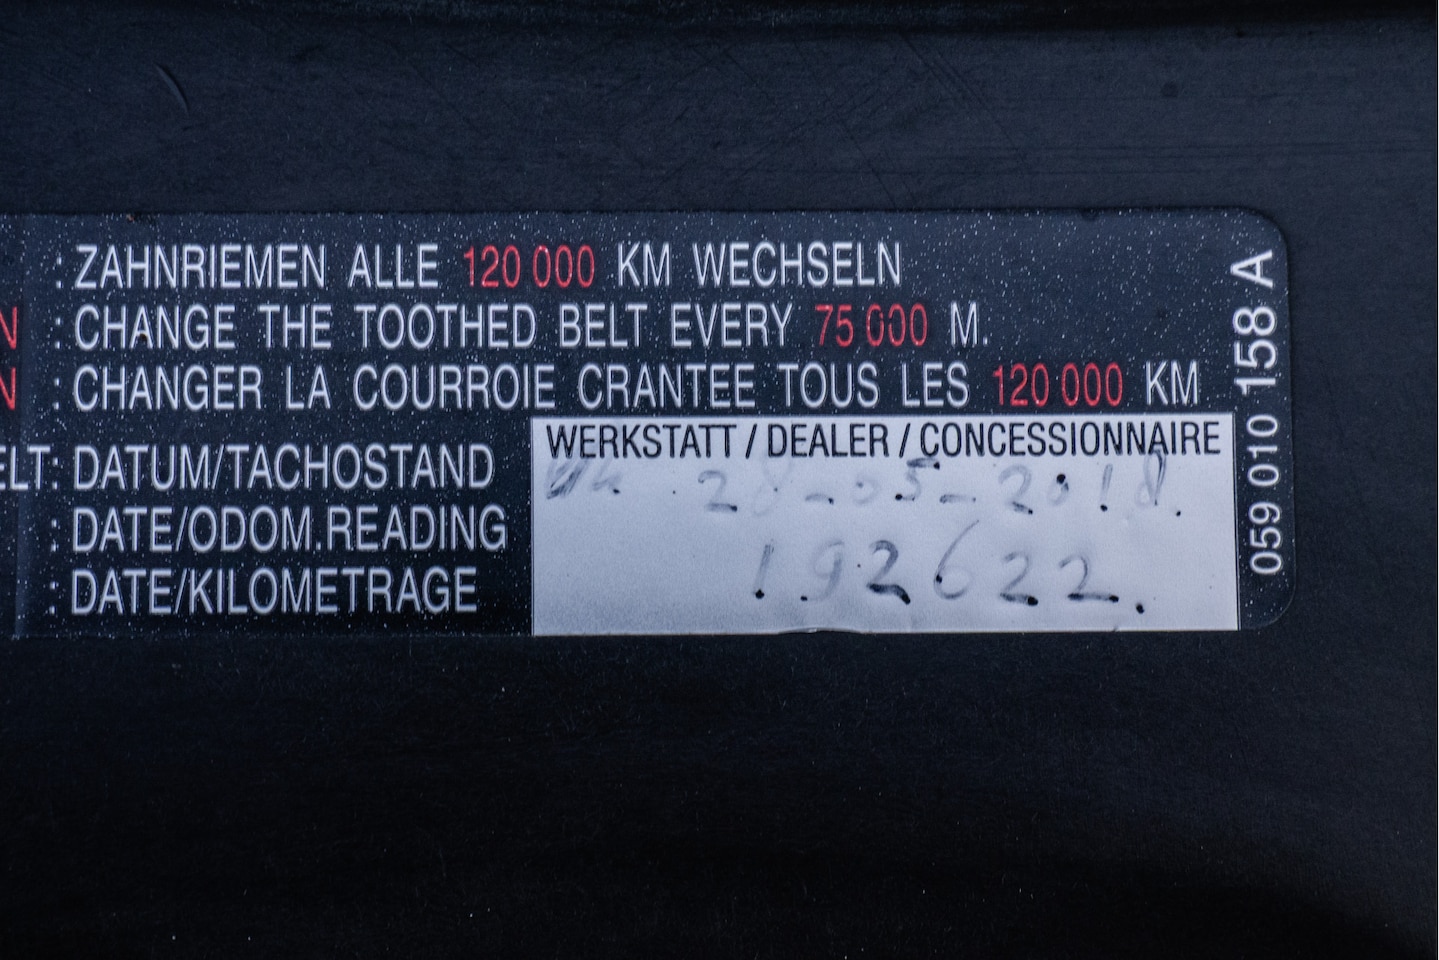 : ZAHNRIEMEN ALLE 120 000 KM WECHSELN
N : CHANGE THE TOOTHED BELT EVERY 75 000 M.
N : CHANGER LA COURROIE CRANTEE TOUS LES 120 000 KM
WERKSTATT / DEALER / CONCESSIONNAIRE
ELT: DATUM/TACHOSTAND
28-05-2018.
: DATE/ODOM.READING
192622.
: DATE/KILOMETRAGE
059 010 158 A